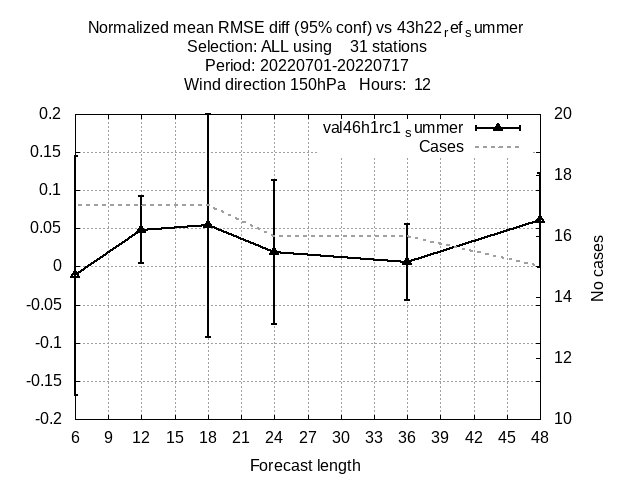 Normalized mean RMSE diff (95% conf) vs 43h22ᵣefₛummer
Selection: ALL using    31 stations
Period: 20220701-20220717
Wind direction 150hPa   Hours:  12
0.2
0.15
0.1
0.05
0
-0.05
-0.1
-0.15
-0.2
val46h1rc1ₛummer
Cases
20
18
16
14
12
10
No cases
6 9 12 15 18 21 24 27 30 33 36 39 42 45 48
Forecast length